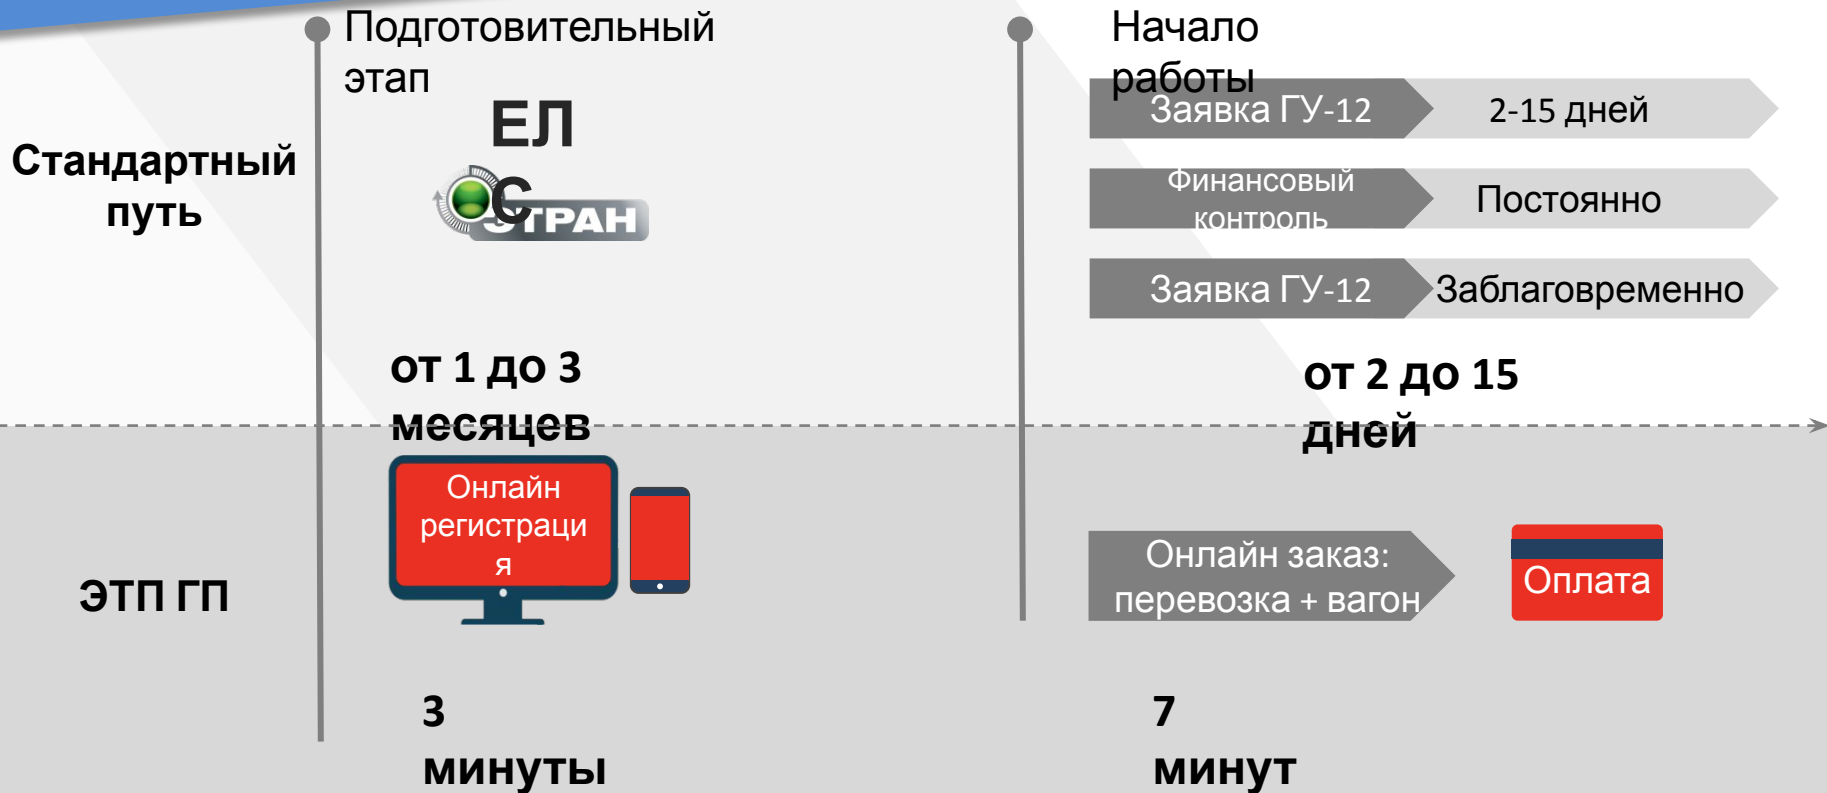 Подготовительный
этап
Начало
работы
Стандартный
путь
ЕЛ
С
ЭТРАН
Заявка ГУ-12
2-15 дней
Финансовый
контроль
Постоянно
Заявка ГУ-12
Заблаговременно
от 1 до 3
месяцев
от 2 до 15
дней
ЭТП ГП
Онлайн
регистраци
я
Онлайн заказ:
перевозка + вагон
Оплата
3
минуты
7
минут